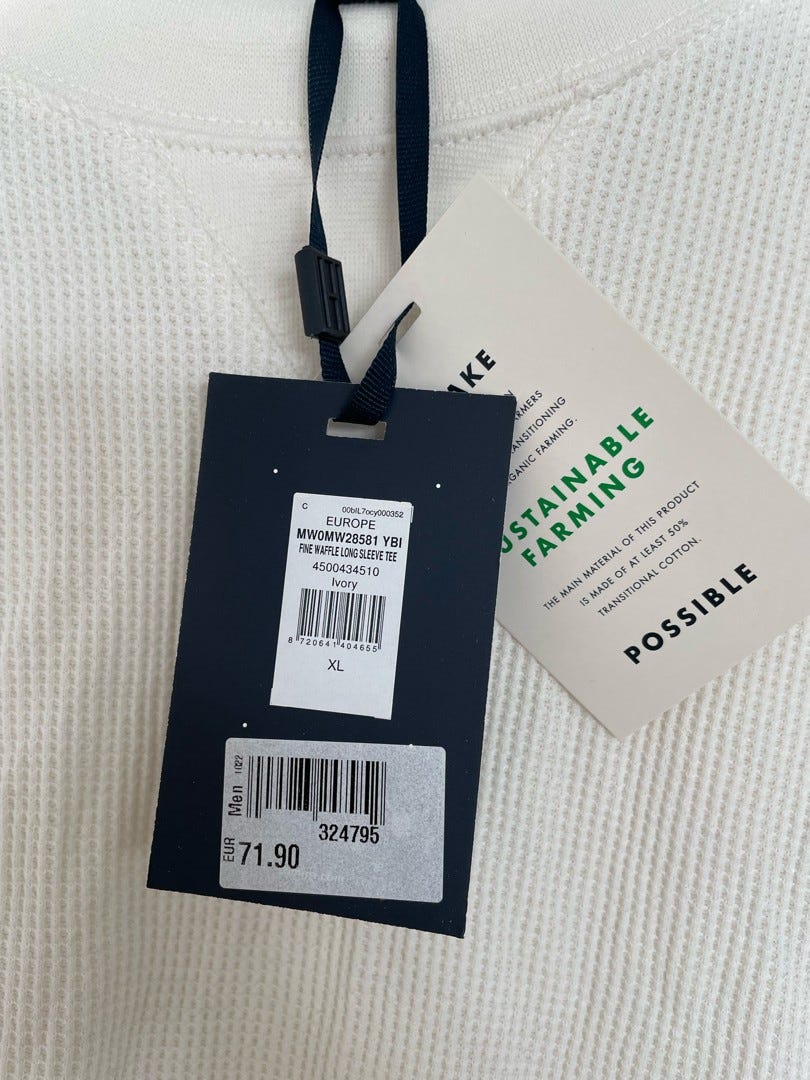 C 00bIL7ocy000352
EUROPE
MW0MW28581 YBI
FINE WAFFLE LONG SLEEVE TEE
4500434510
Ivory
8 720641 404655
XL
Men 1022
324795
EUR 71.90
AKE
N
RMERS
ANSITIONING
GANIC FARMING.
USTAINABLE
FARMING
THE MAIN MATERIAL OF THIS PRODUCT
IS MADE OF AT LEAST 50%
TRANSITIONAL COTTON.
POSSIBLE